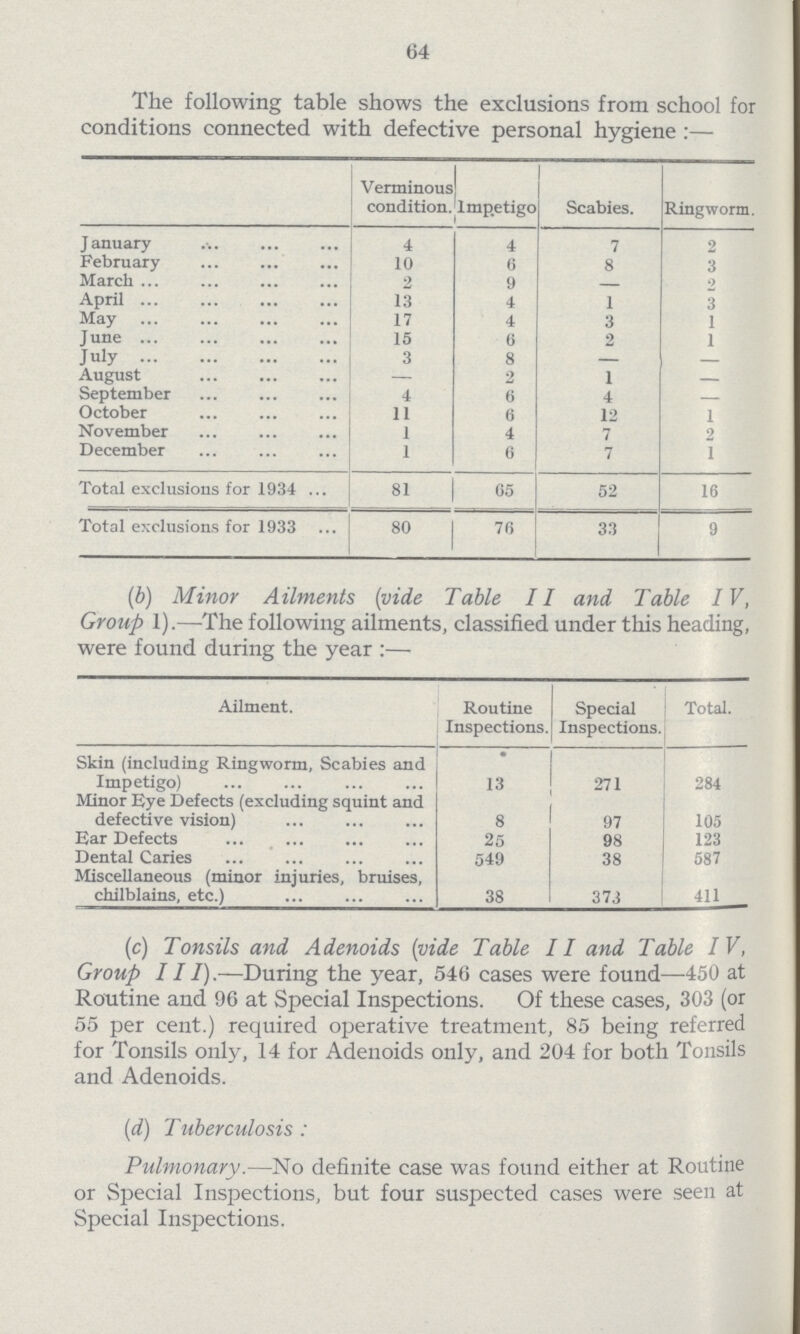 64
The following table shows the exclusions from school for
conditions connected with defective personal hygiene :—
Verminous condition. Impetigo Scabies. Ringworm.
January ... ... ... 4 4 7 2
February ... ... ... 10 6 8 3
March ... ... ... ... 2 9 — 2
April ... ... ... ... 13 4 1 3
May ... ... ... ... 17 4 3 1
June ... ... ... ... 15 6 2 1
July ... ... ... ... 3 8 — —
August ... ... ... — 2 1 —
September ... ... ... 4 6 4 —
October ... ... ... 11 6 12 1
November ... ... ... 1 4 7 2
December ... ... ... 1 6 7 1
Total exclusions for 1934 ... 81 65 52 16
Total exclusions for 1933 ... 80 76 33 9
(b) Minor Ailments (vide Table II and Table IV,
Group 1).—The following ailments, classified under this heading,
were found during the year :—
Ailment. Routine Inspections. Special Inspections. Total.
Skin (including Ringworm, Scabies and
Impetigo) ... ... ... ... 13 271 284
Minor Eye Defects (excluding squint and
defective vision) ... ... ... 8 97 105
Ear Defects ... ... ... ... 25 98 123
Dental Caries ... ... ... ... 549 38 587
Miscellaneous (minor injuries, bruises,
chilblains, etc.) ... ... ... 38 373 411
(c) Tonsils and Adenoids (vide Table II and Table IV,
Group III).—During the year, 546 cases were found—450 at
Routine and 96 at Special Inspections. Of these cases, 303 (or
55 per cent.) required operative treatment, 85 being referred
for Tonsils only, 14 for Adenoids only, and 204 for both Tonsils
and Adenoids.
(d) Tuberculosis :
Pulmonary.—No definite case was found either at Routine
or Special Inspections, but four suspected cases were seen at
Special Inspections.